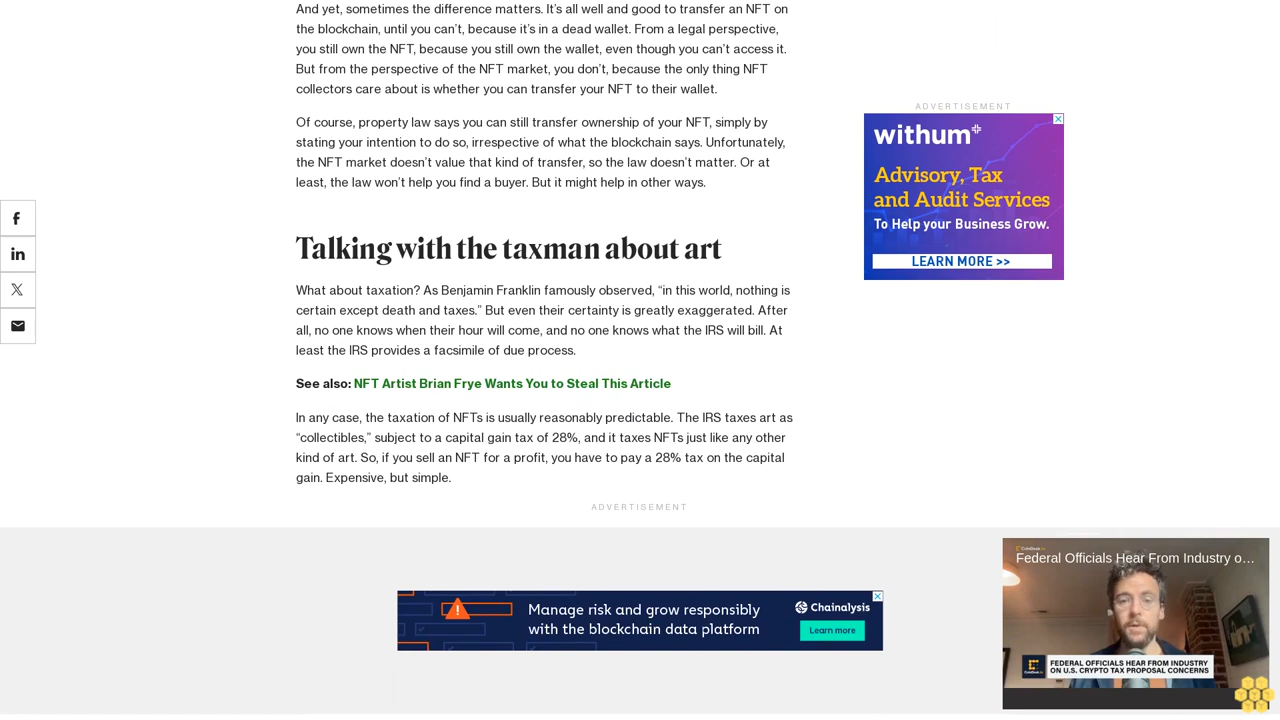 And yet, sometimes the difference matters. It’s all well and good to transfer an NFT on
the blockchain, until you can’t, because it’s in a dead wallet. From a legal perspective,
you still own the NFT, because you still own the wallet, even though you can’t access it.
But from the perspective of the NFT market, you don’t, because the only thing NFT
collectors care about is whether you can transfer your NFT to their wallet.
Of course, property law says you can still transfer ownership of your NFT, simply by
stating your intention to do so, irrespective of what the blockchain says. Unfortunately,
the NFT market doesn’t value that kind of transfer, so the law doesn’t matter. Or at
least, the law won’t help you find a buyer. But it might help in other ways.
Talking with the taxman about art
What about taxation? As Benjamin Franklin famously observed, “in this world, nothing is
certain except death and taxes.” But even their certainty is greatly exaggerated. After
all, no one knows when their hour will come, and no one knows what the IRS will bill. At
least the IRS provides a facsimile of due process.
See also: NFT Artist Brian Frye Wants You to Steal This Article
In any case, the taxation of NFTs is usually reasonably predictable. The IRS taxes art as
“collectibles,” subject to a capital gain tax of 28%, and it taxes NFTs just like any other
kind of art. So, if you sell an NFT for a profit, you have to pay a 28% tax on the capital
gain. Expensive, but simple.
ADVERTISEMENT
withum+
Advisory, Tax
and Audit Services
To Help your Business Grow.
LEARN MORE >>
ADVERTISEMENT
Manage risk and grow responsibly
with the blockchain data platform
Chainalysis
Learn more
Federal Officials Hear From Industry o…
FEDERAL OFFICIALS HEAR FROM INDUSTRY
ON U.S. CRYPTO TAX PROPOSAL CONCERNS